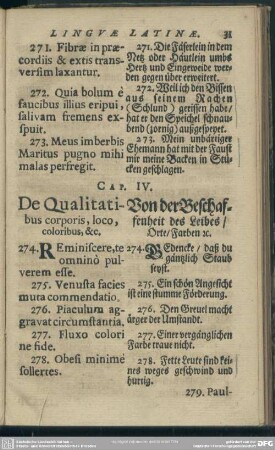 LINGVÆ LATINÆ. 31
271. Fibræ in præ-
cordiis & extis trans-
versim laxantur.
272. Quia bolum è
faucibus illius eripui,
salivam fremens ex-
spuit.
273. Meus imberbis
Maritus pugno mihi
malas perfregit.
271. Die Fäserlein in dem
Netz oder Häutlein umbs
Hertz und Eingeweide wer-
den gegen über erweitert.
272. Weil ich den Bissen
aus seinem Rachen
(Schlund) gerissen habe/
hat er den Speichel schnau-
bend (zornig) außgespeyet.
273. Mein unbärtiger
Ehemann hat mit der Faust
mir meine Backen in Stü-
cken geschlagen.
CAP. IV.
De Qualitati-
bus corporis, loco,
coloribus, &c.
274. REminiscere, te
omninò pul-
verem esse.
275. Venusta facies
muta commendatio.
276. Piaculum ag-
gravat circumstantia.
277. Fluxo colori
ne fide.
278. Obesi minimè
sollertes.
Von der Beschaf-
fenheit des Leibes/
Orte/Farben ꝛc.
274. GEdencke/ daß du
gäntzlich Staub
seyst.
275. Ein schön Angesicht
ist eine stumme Förderung.
276. Den Greuel macht
ärger der Umstandt.
277. Einer vergänglichen
Farbe traue nicht.
278. Fette Leute sind kei-
nes weges geschwind und
hurtig.
279. Paul-